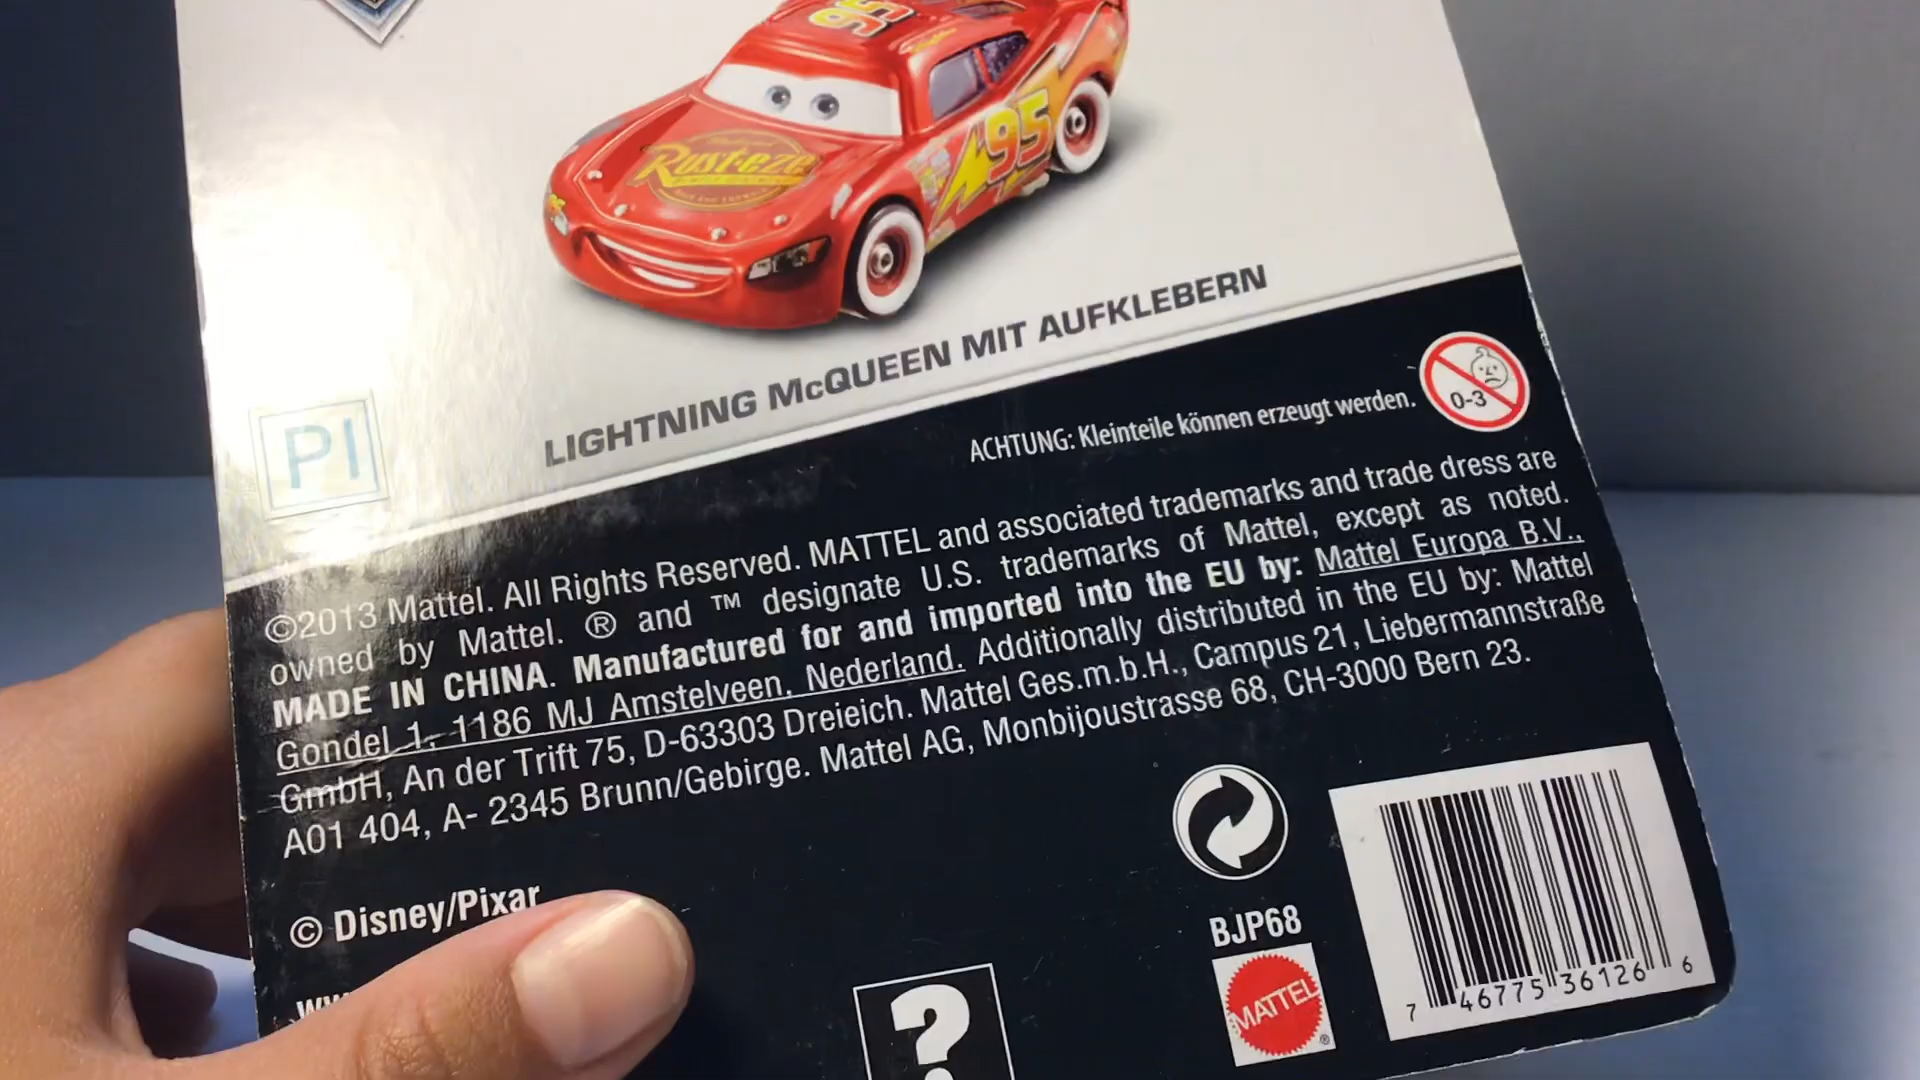 95
Rust-eze
95
LIGHTNING McQUEEN MIT AUFKLEBERN
PI
ACHTUNG: Kleinteile können erzeugt werden.
0-3
©2013 Mattel. All Rights Reserved. MATTEL and associated trademarks and trade dress are
owned by Mattel. ® and ™ designate U.S. trademarks of Mattel, except as noted.
MADE IN CHINA. Manufactured for and imported into the EU by: Mattel Europa B.V.,
Gondel 1, 1186 MJ Amstelveen, Nederland. Additionally distributed in the EU by: Mattel
GmbH, An der Trift 75, D-63303 Dreieich. Mattel Ges.m.b.H., Campus 21, Liebermannstraße
A01 404, A- 2345 Brunn/Gebirge. Mattel AG, Monbijoustrasse 68, CH-3000 Bern 23.
© Disney/Pixar
?
BJP68
MATTEL®
7 46775 36126 6